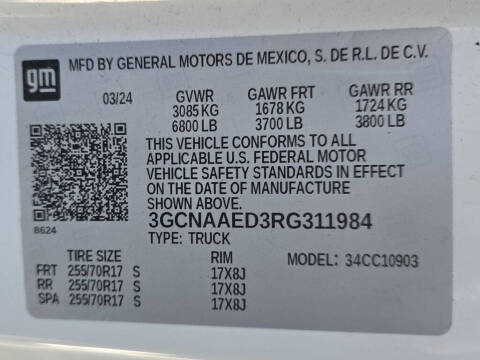 gm
MFD BY GENERAL MOTORS DE MEXICO, S. DE R.L. DE C.V.
03/24 GVWR GAWR FRT GAWR RR
3085 KG 1678 KG 1724 KG
6800 LB 3700 LB 3800 LB
THIS VEHICLE CONFORMS TO ALL
APPLICABLE U.S. FEDERAL MOTOR
VEHICLE SAFETY STANDARDS IN
EFFECT ON THE DATE OF MANUFACTURE
SHOWN ABOVE.
8624
3GCNAAED3RG311984
TYPE: TRUCK
TIRE SIZE RIM MODEL: 34CC10903
FRT 255/70R17 S 17X8J
RR 255/70R17 S 17X8J
SPA 255/70R17 S 17X8J